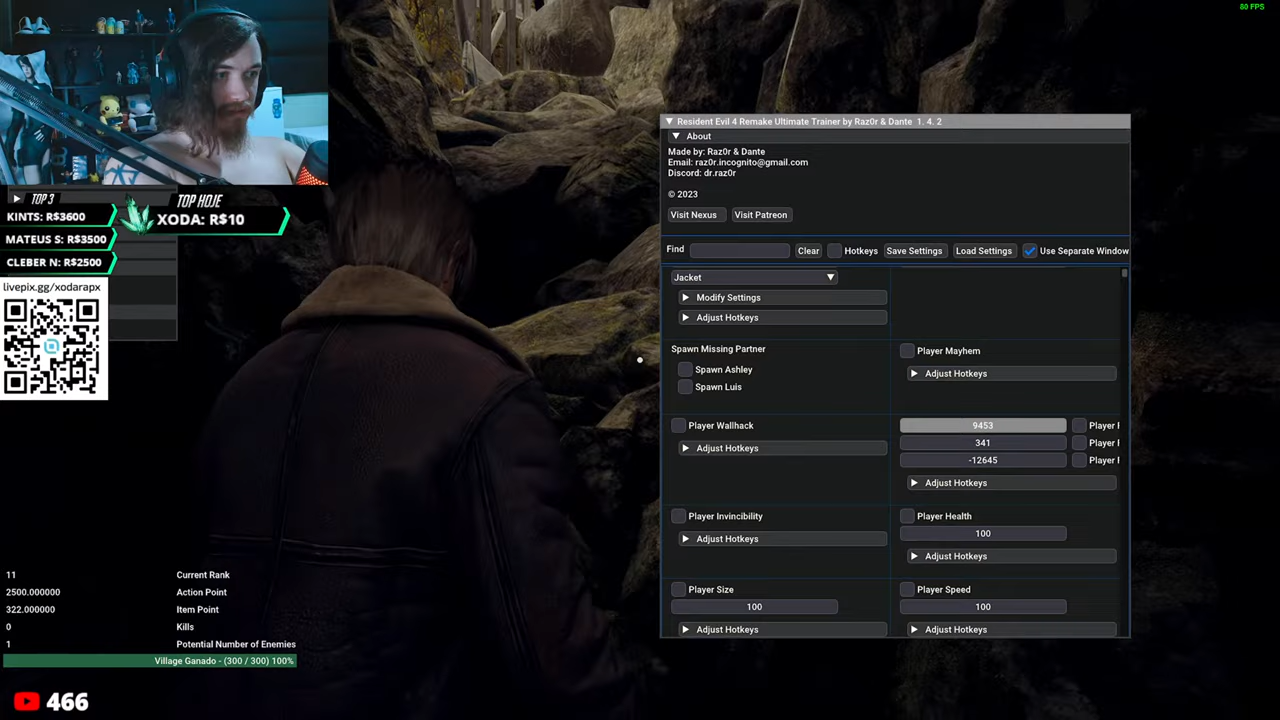 80 FPS
TOP 3
TOP HOJE
KINTS: R$3600
XODA: R$10
MATEUS S: R$3500
CLEBER N: R$2500
livepix.gg/xodarapx
Resident Evil 4 Remake Ultimate Trainer by Raz0r & Dante 1. 4. 2
About
Made by: Raz0r & Dante
Email: raz0r.incognito@gmail.com
Discord: dr.raz0r
© 2023
Visit Nexus
Visit Patreon
Find
Clear
Hotkeys
Save Settings
Load Settings
Use Separate Window
Jacket
Modify Settings
Adjust Hotkeys
Spawn Missing Partner
Spawn Ashley
Spawn Luis
Player Mayhem
Adjust Hotkeys
Player Wallhack
Adjust Hotkeys
9453
Player
341
Player
-12645
Player
Adjust Hotkeys
Player Invincibility
Adjust Hotkeys
Player Health
100
Adjust Hotkeys
Player Size
100
Adjust Hotkeys
Player Speed
100
Adjust Hotkeys
11 Current Rank
2500.000000 Action Point
322.000000 Item Point
0 Kills
1 Potential Number of Enemies
Village Ganado - (300 / 300) 100%
466